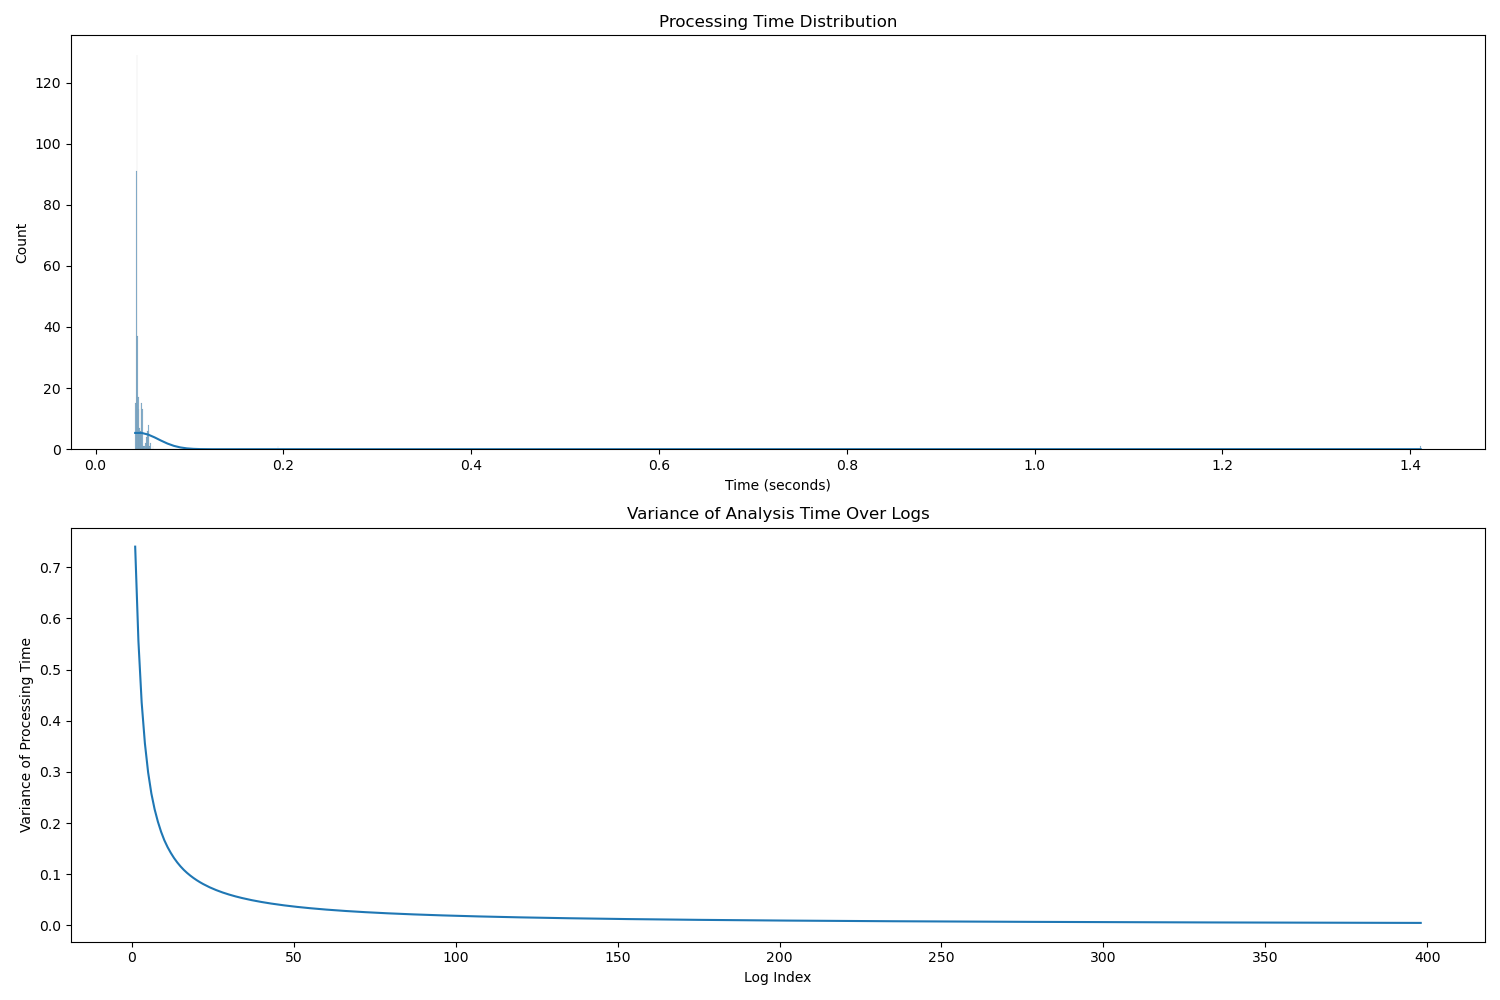 Processing Time Distribution
120
100
80
60
40
20
0
Count
0.0 0.2 0.4 0.6 0.8 1.0 1.2 1.4
Time (seconds)
Variance of Analysis Time Over Logs
0.7
0.6
0.5
0.4
0.3
0.2
0.1
0.0
Variance of Processing Time
0 50 100 150 200 250 300 350 400
Log Index